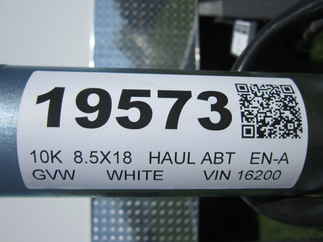 19573
10K 8.5X18 HAUL ABT EN-A
GVW WHITE VIN 16200